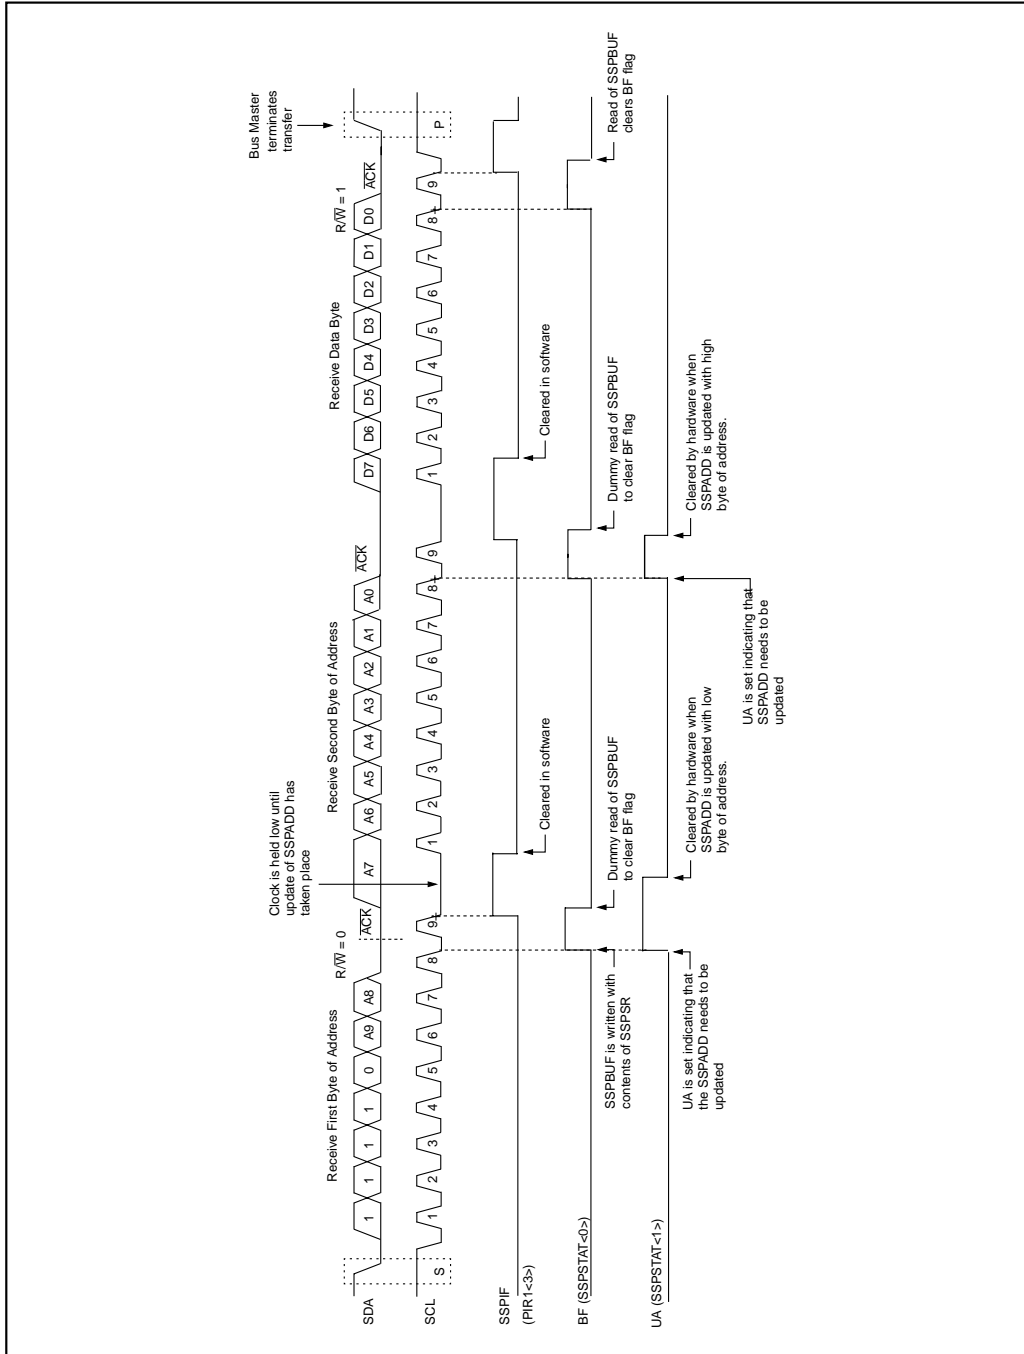 Bus Master
terminates
transfer
Receive First Byte of Address
R/W̅ = 0
Clock is held low until
update of SSPADD has
taken place
Receive Second Byte of Address
Receive Data Byte
R/W̅ = 1
SDA
1 1 1 1 0 A9 A8 A̅C̅K̅ A7 A6 A5 A4 A3 A2 A1 A0 A̅C̅K̅ D7 D6 D5 D4 D3 D2 D1 D0 A̅C̅K̅
SCL
S 1 2 3 4 5 6 7 8 9 1 2 3 4 5 6 7 8 9 1 2 3 4 5 6 7 8 9 P
SSPIF
(PIR1<3>)
Cleared in software
Cleared in software
BF (SSPSTAT<0>)
SSPBUF is written with
contents of SSPSR
Dummy read of SSPBUF
to clear BF flag
Dummy read of SSPBUF
to clear BF flag
Read of SSPBUF
clears BF flag
UA (SSPSTAT<1>)
UA is set indicating that
the SSPADD needs to be
updated
Cleared by hardware when
SSPADD is updated with low
byte of address.
UA is set indicating that
SSPADD needs to be
updated
Cleared by hardware when
SSPADD is updated with high
byte of address.